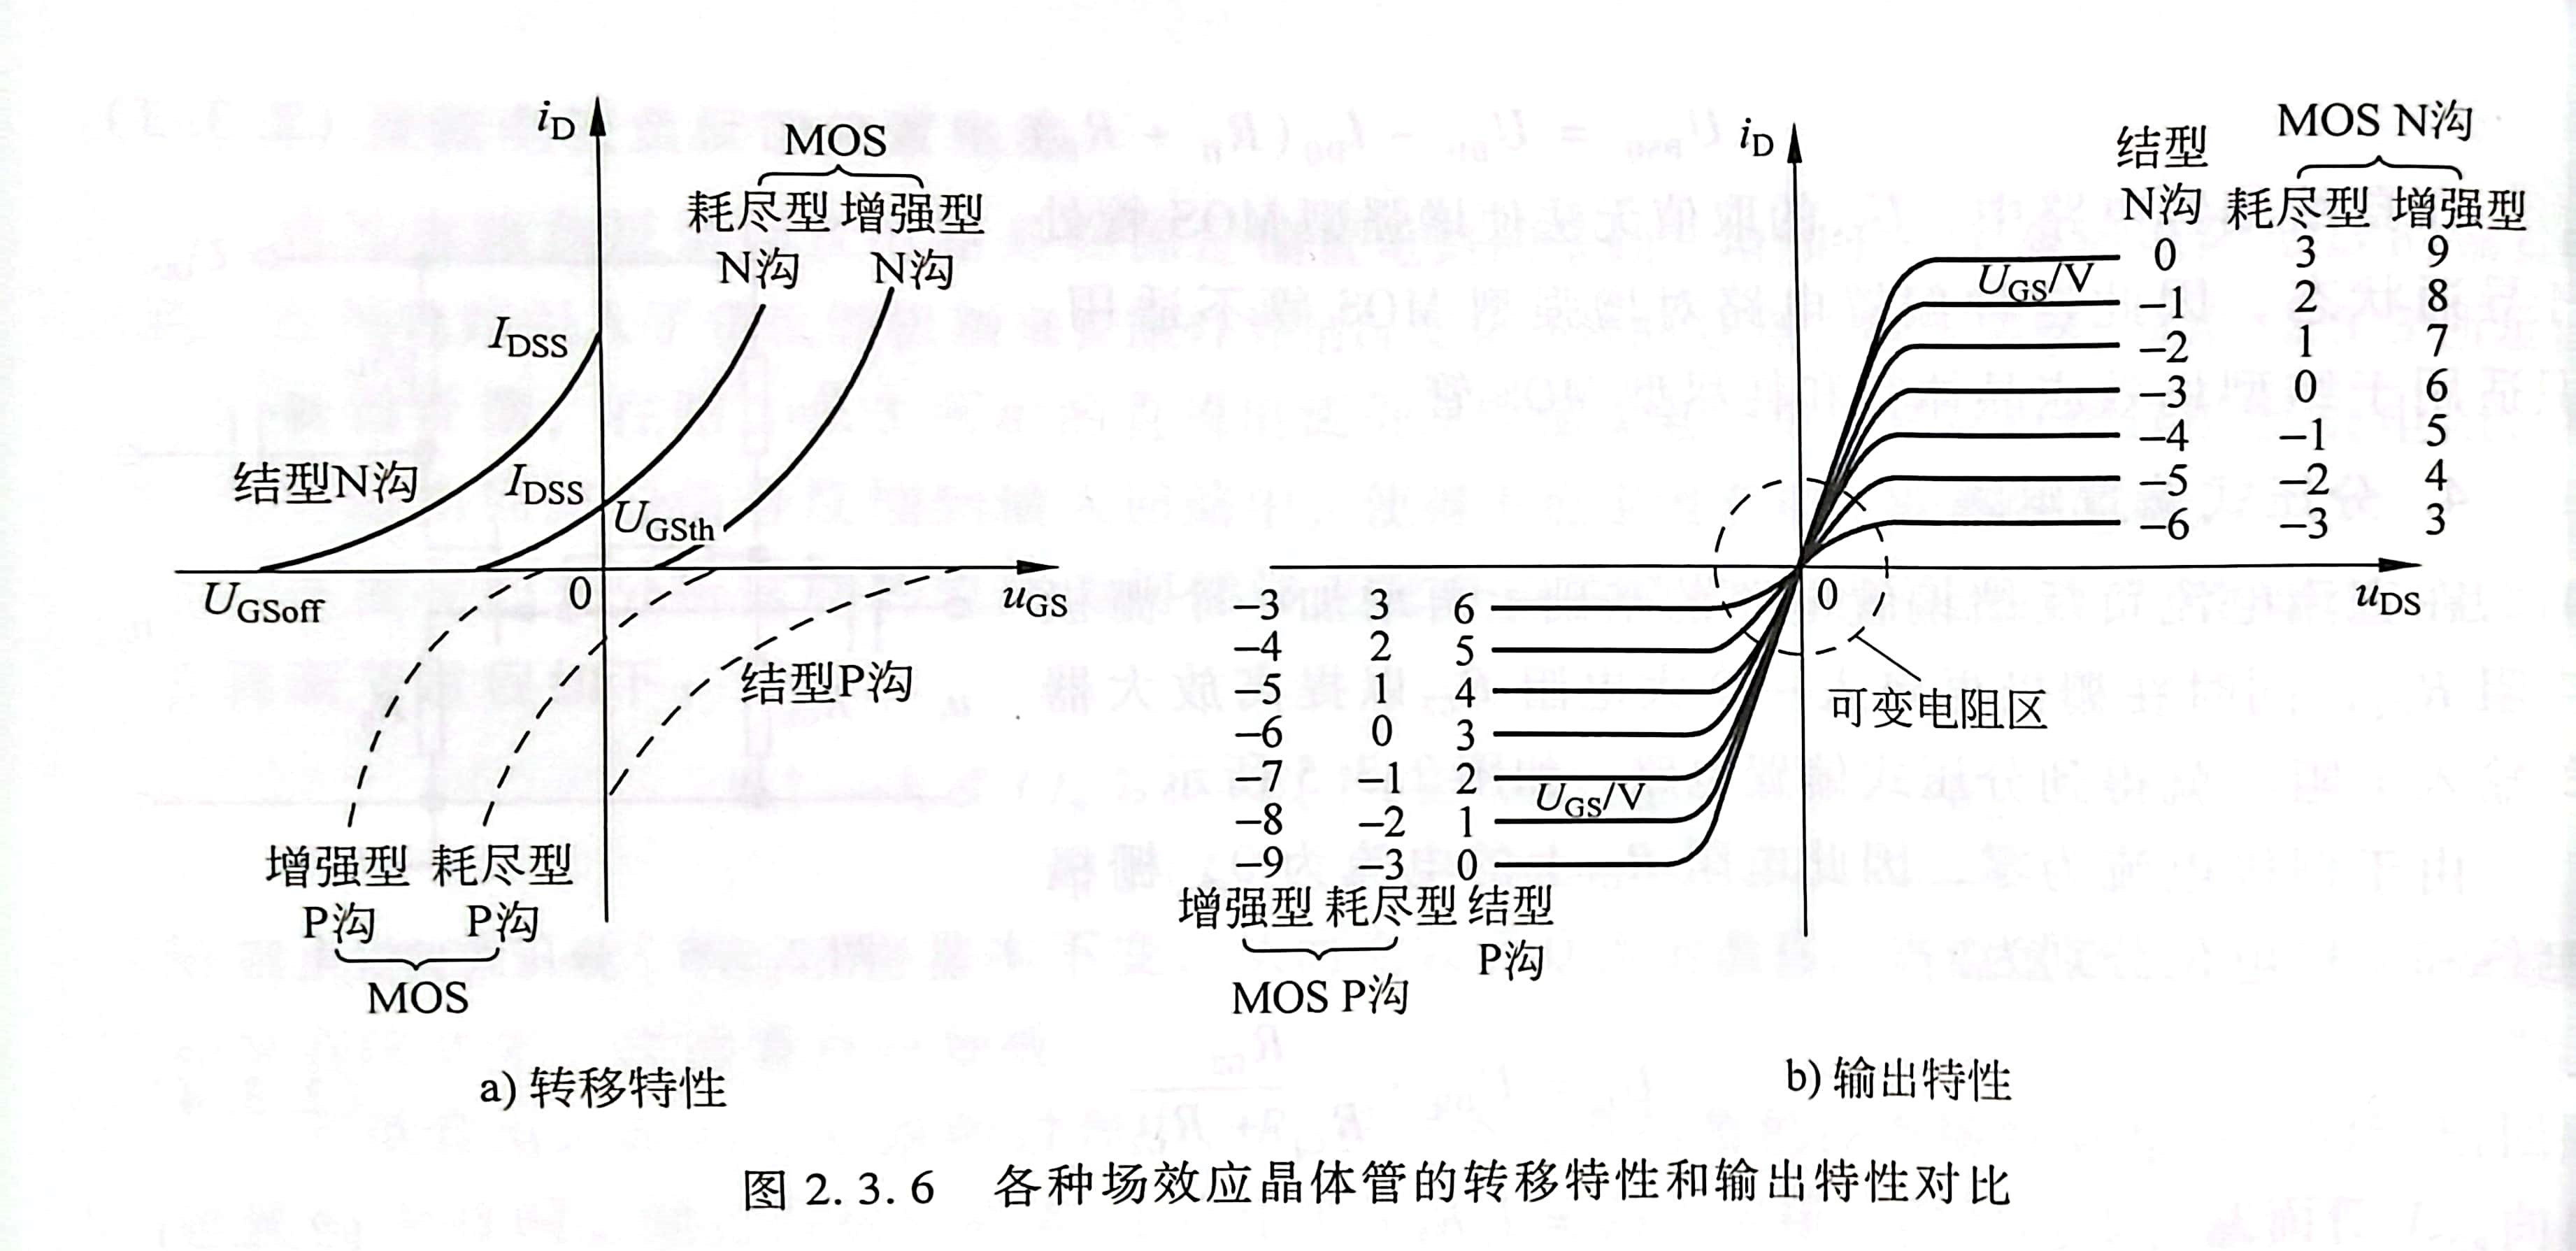 iD
MOS
耗尽型 增强型
N沟 N沟
IDSS
结型N沟
IDSS
UGSth
UGSoff
0
uGS
结型P沟
增强型 耗尽型
P沟 P沟
MOS
a) 转移特性
iD
MOS N沟
结型
N沟 耗尽型 增强型
0 3 9
UGS/V
-1 2 8
-2 1 7
-3 0 6
-4 -1 5
-5 -2 4
-6 -3 3
uDS
0
可变电阻区
-3 3 6
-4 2 5
-5 1 4
-6 0 3
-7 -1 2
UGS/V
-8 -2 1
-9 -3 0
增强型 耗尽型 结型
P沟
MOS P沟
b) 输出特性
图 2.3.6 各种场效应晶体管的转移特性和输出特性对比